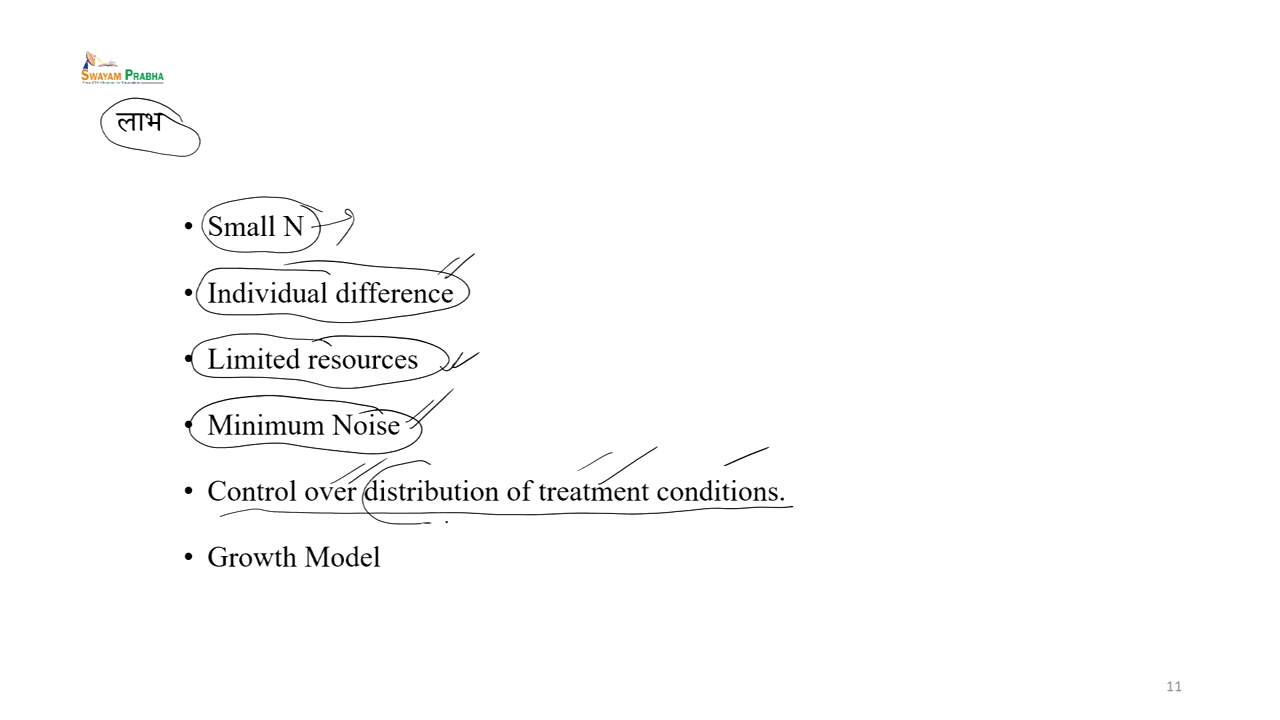 SWAYAM PRABHA
लाभ
• Small N
• Individual difference
• Limited resources
• Minimum Noise
• Control over distribution of treatment conditions.
• Growth Model
11